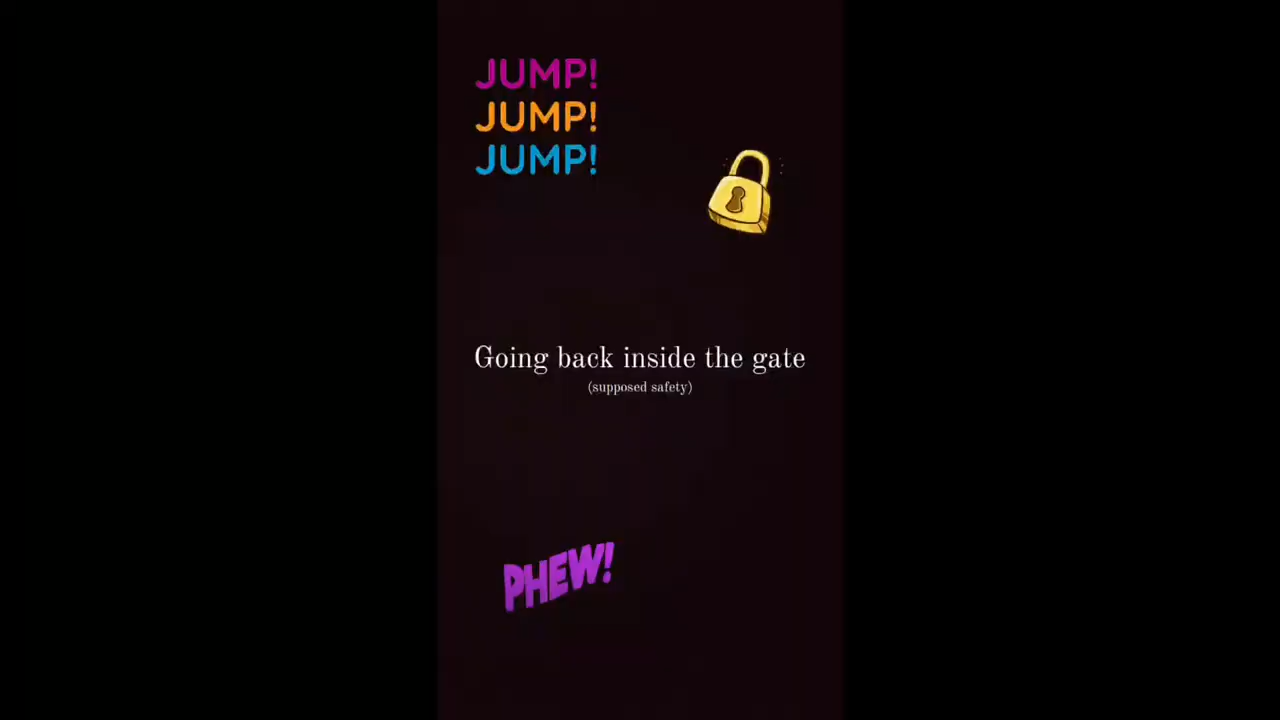 JUMP!
JUMP!
JUMP!
Going back inside the gate
(supposed safety)
PHEW!